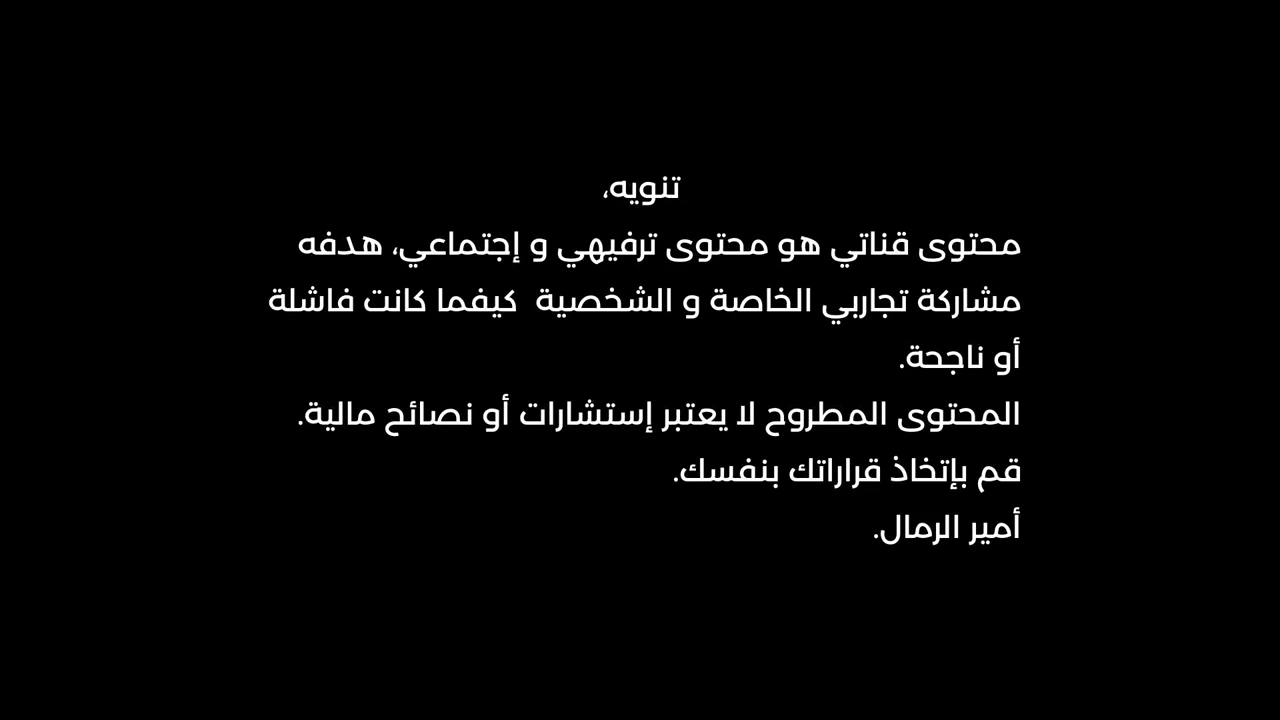 تنويه،
محتوى قناتي هو محتوى ترفيهي و إجتماعي، هدفه
مشاركة تجاربي الخاصة و الشخصية  كيفما كانت فاشلة
أو ناجحة.
المحتوى المطروح لا يعتبر إستشارات أو نصائح مالية.
قم بإتخاذ قراراتك بنفسك.
أمير الرمال.